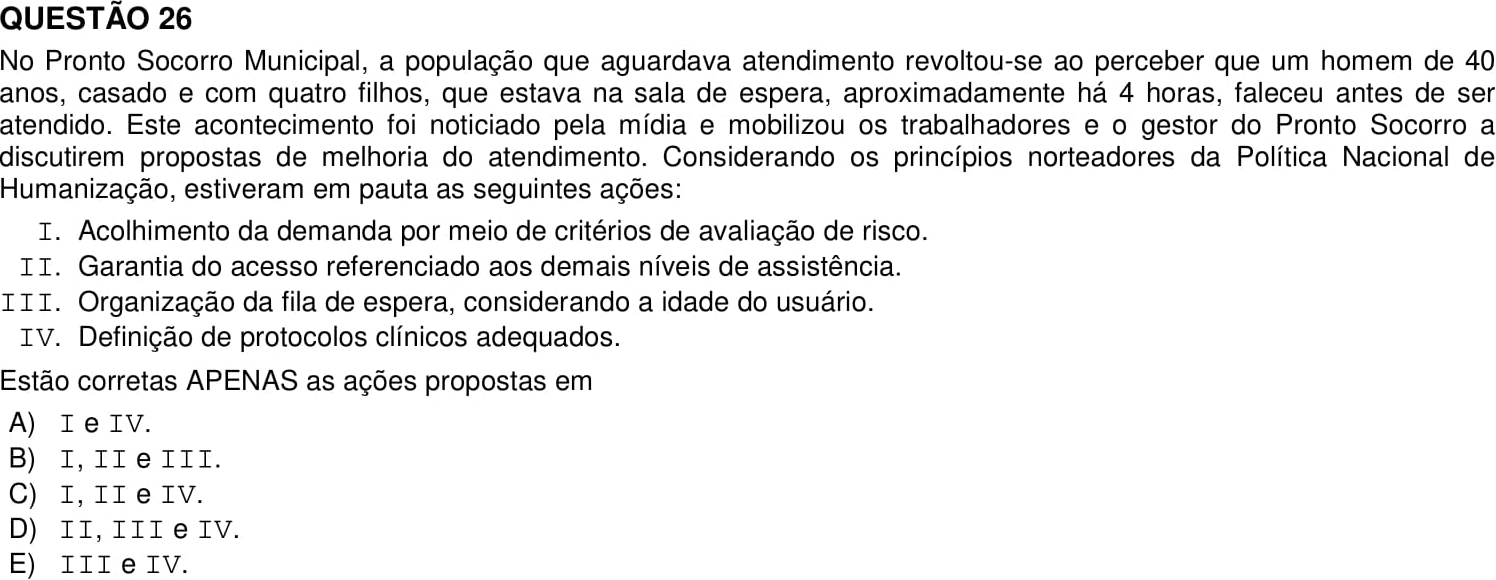 QUESTÃO 26
No Pronto Socorro Municipal, a população que aguardava atendimento revoltou-se ao perceber que um homem de 40
anos, casado e com quatro filhos, que estava na sala de espera, aproximadamente há 4 horas, faleceu antes de ser
atendido. Este acontecimento foi noticiado pela mídia e mobilizou os trabalhadores e o gestor do Pronto Socorro a
discutirem propostas de melhoria do atendimento. Considerando os princípios norteadores da Política Nacional de
Humanização, estiveram em pauta as seguintes ações:
I. Acolhimento da demanda por meio de critérios de avaliação de risco.
II. Garantia do acesso referenciado aos demais níveis de assistência.
III. Organização da fila de espera, considerando a idade do usuário.
IV. Definição de protocolos clínicos adequados.
Estão corretas APENAS as ações propostas em
A) I e IV.
B) I, II e III.
C) I, II e IV.
D) II, III e IV.
E) III e IV.